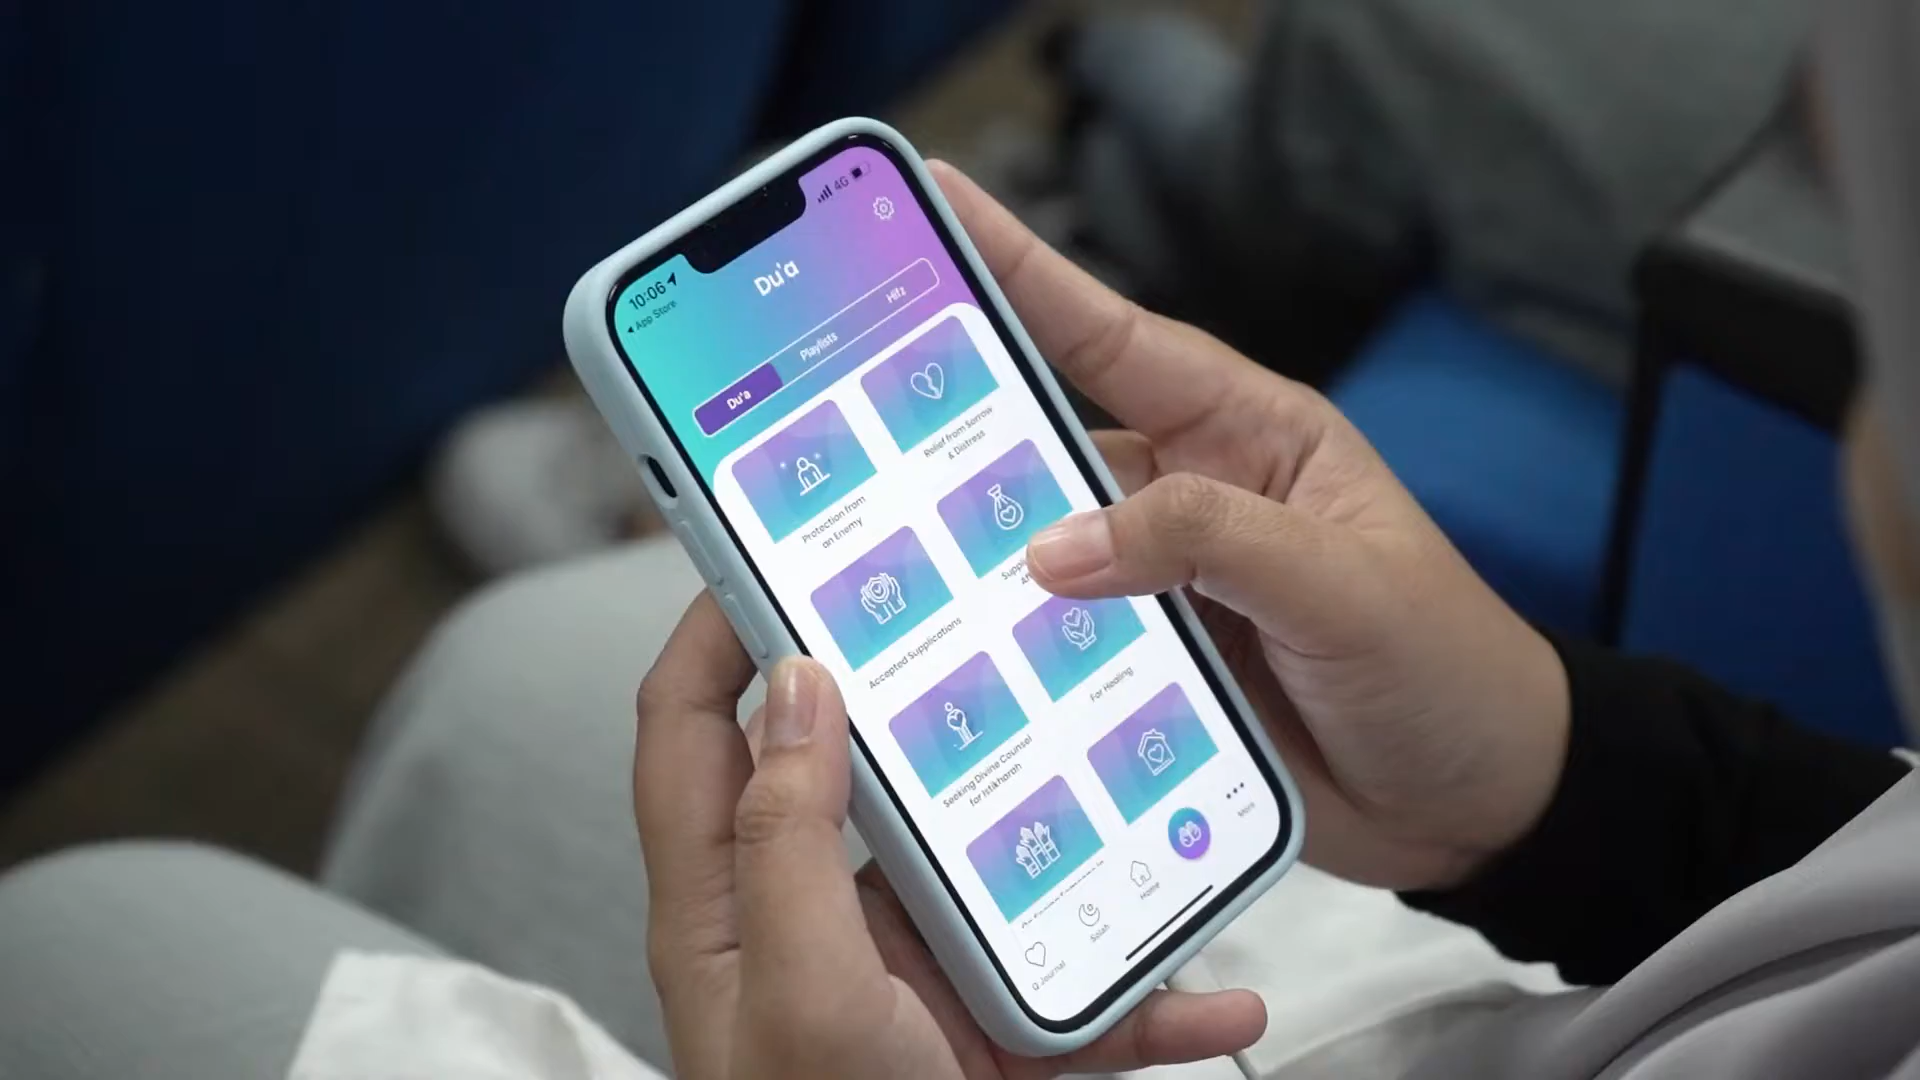 10:06
4G
App Store
Du'a
Du'a
Playlists
Hifz
Protection from
an Enemy
Relief from Sorrow
& Distress
Accepted Supplications
Seeking Divine Counsel
for Istikharah
For Healing
Q Journal
Salah
Home
More